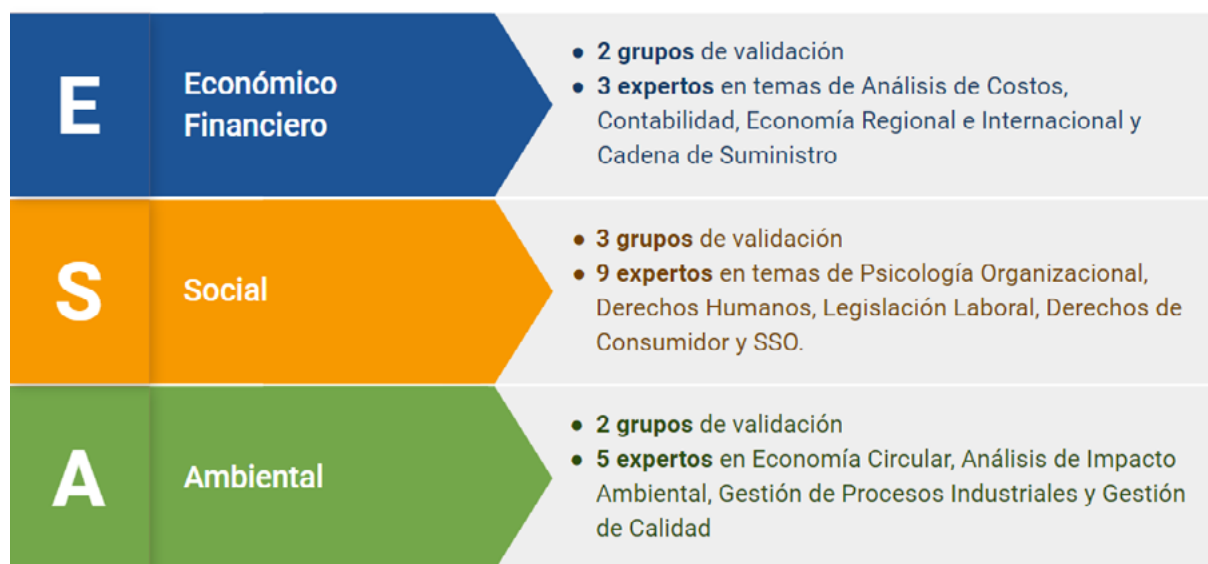 E
Económico
Financiero
● 2 grupos de validación
● 3 expertos en temas de Análisis de Costos,
Contabilidad, Economía Regional e Internacional y
Cadena de Suministro
S
Social
● 3 grupos de validación
● 9 expertos en temas de Psicología Organizacional,
Derechos Humanos, Legislación Laboral, Derechos de
Consumidor y SSO.
A
Ambiental
● 2 grupos de validación
● 5 expertos en Economía Circular, Análisis de Impacto
Ambiental, Gestión de Procesos Industriales y Gestión
de Calidad